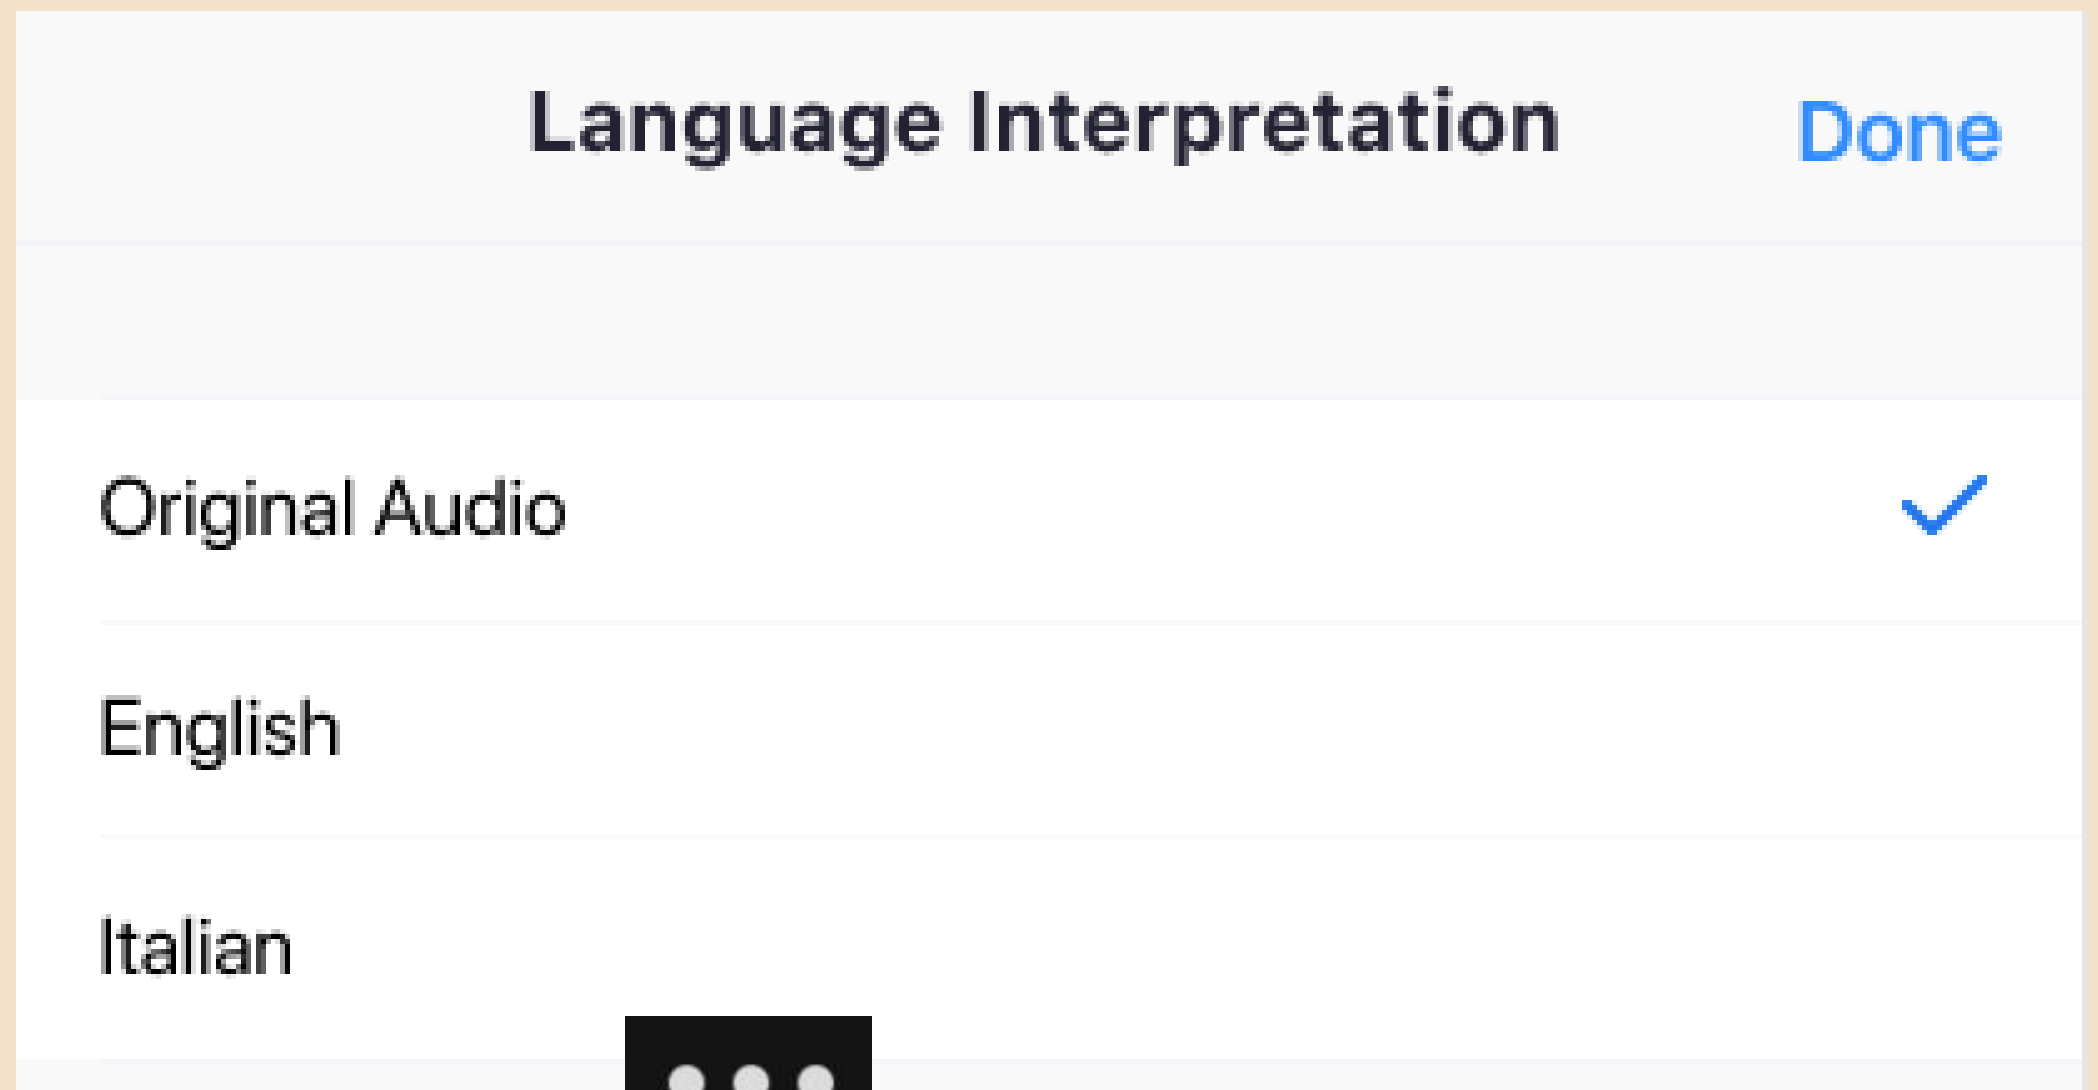 Language Interpretation
Done
Original Audio
English
Italian